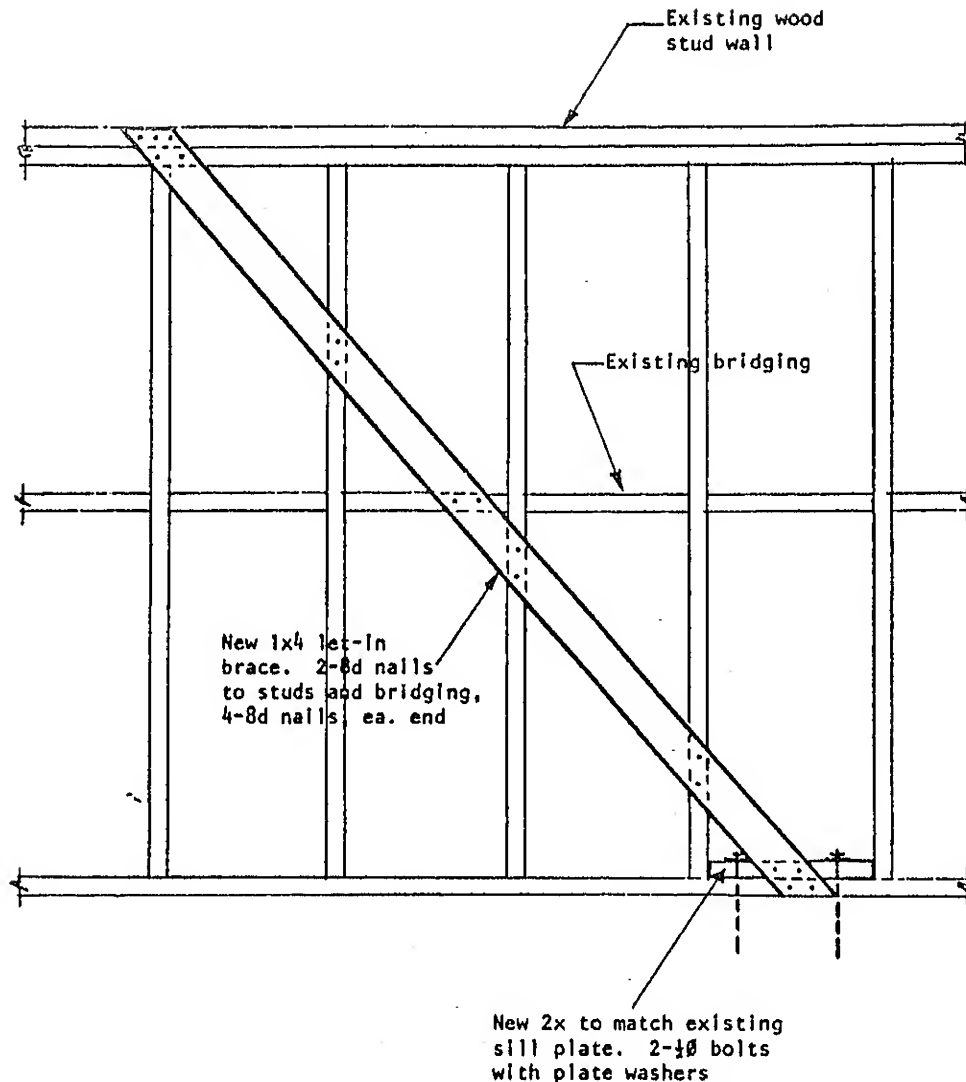 Existing wood
stud wall
Existing bridging
New 1x4 let-in
brace. 2-8d nails
to studs and bridging,
4-8d nails ea. end
New 2x to match existing
sill plate. 2-½Ø bolts
with plate washers